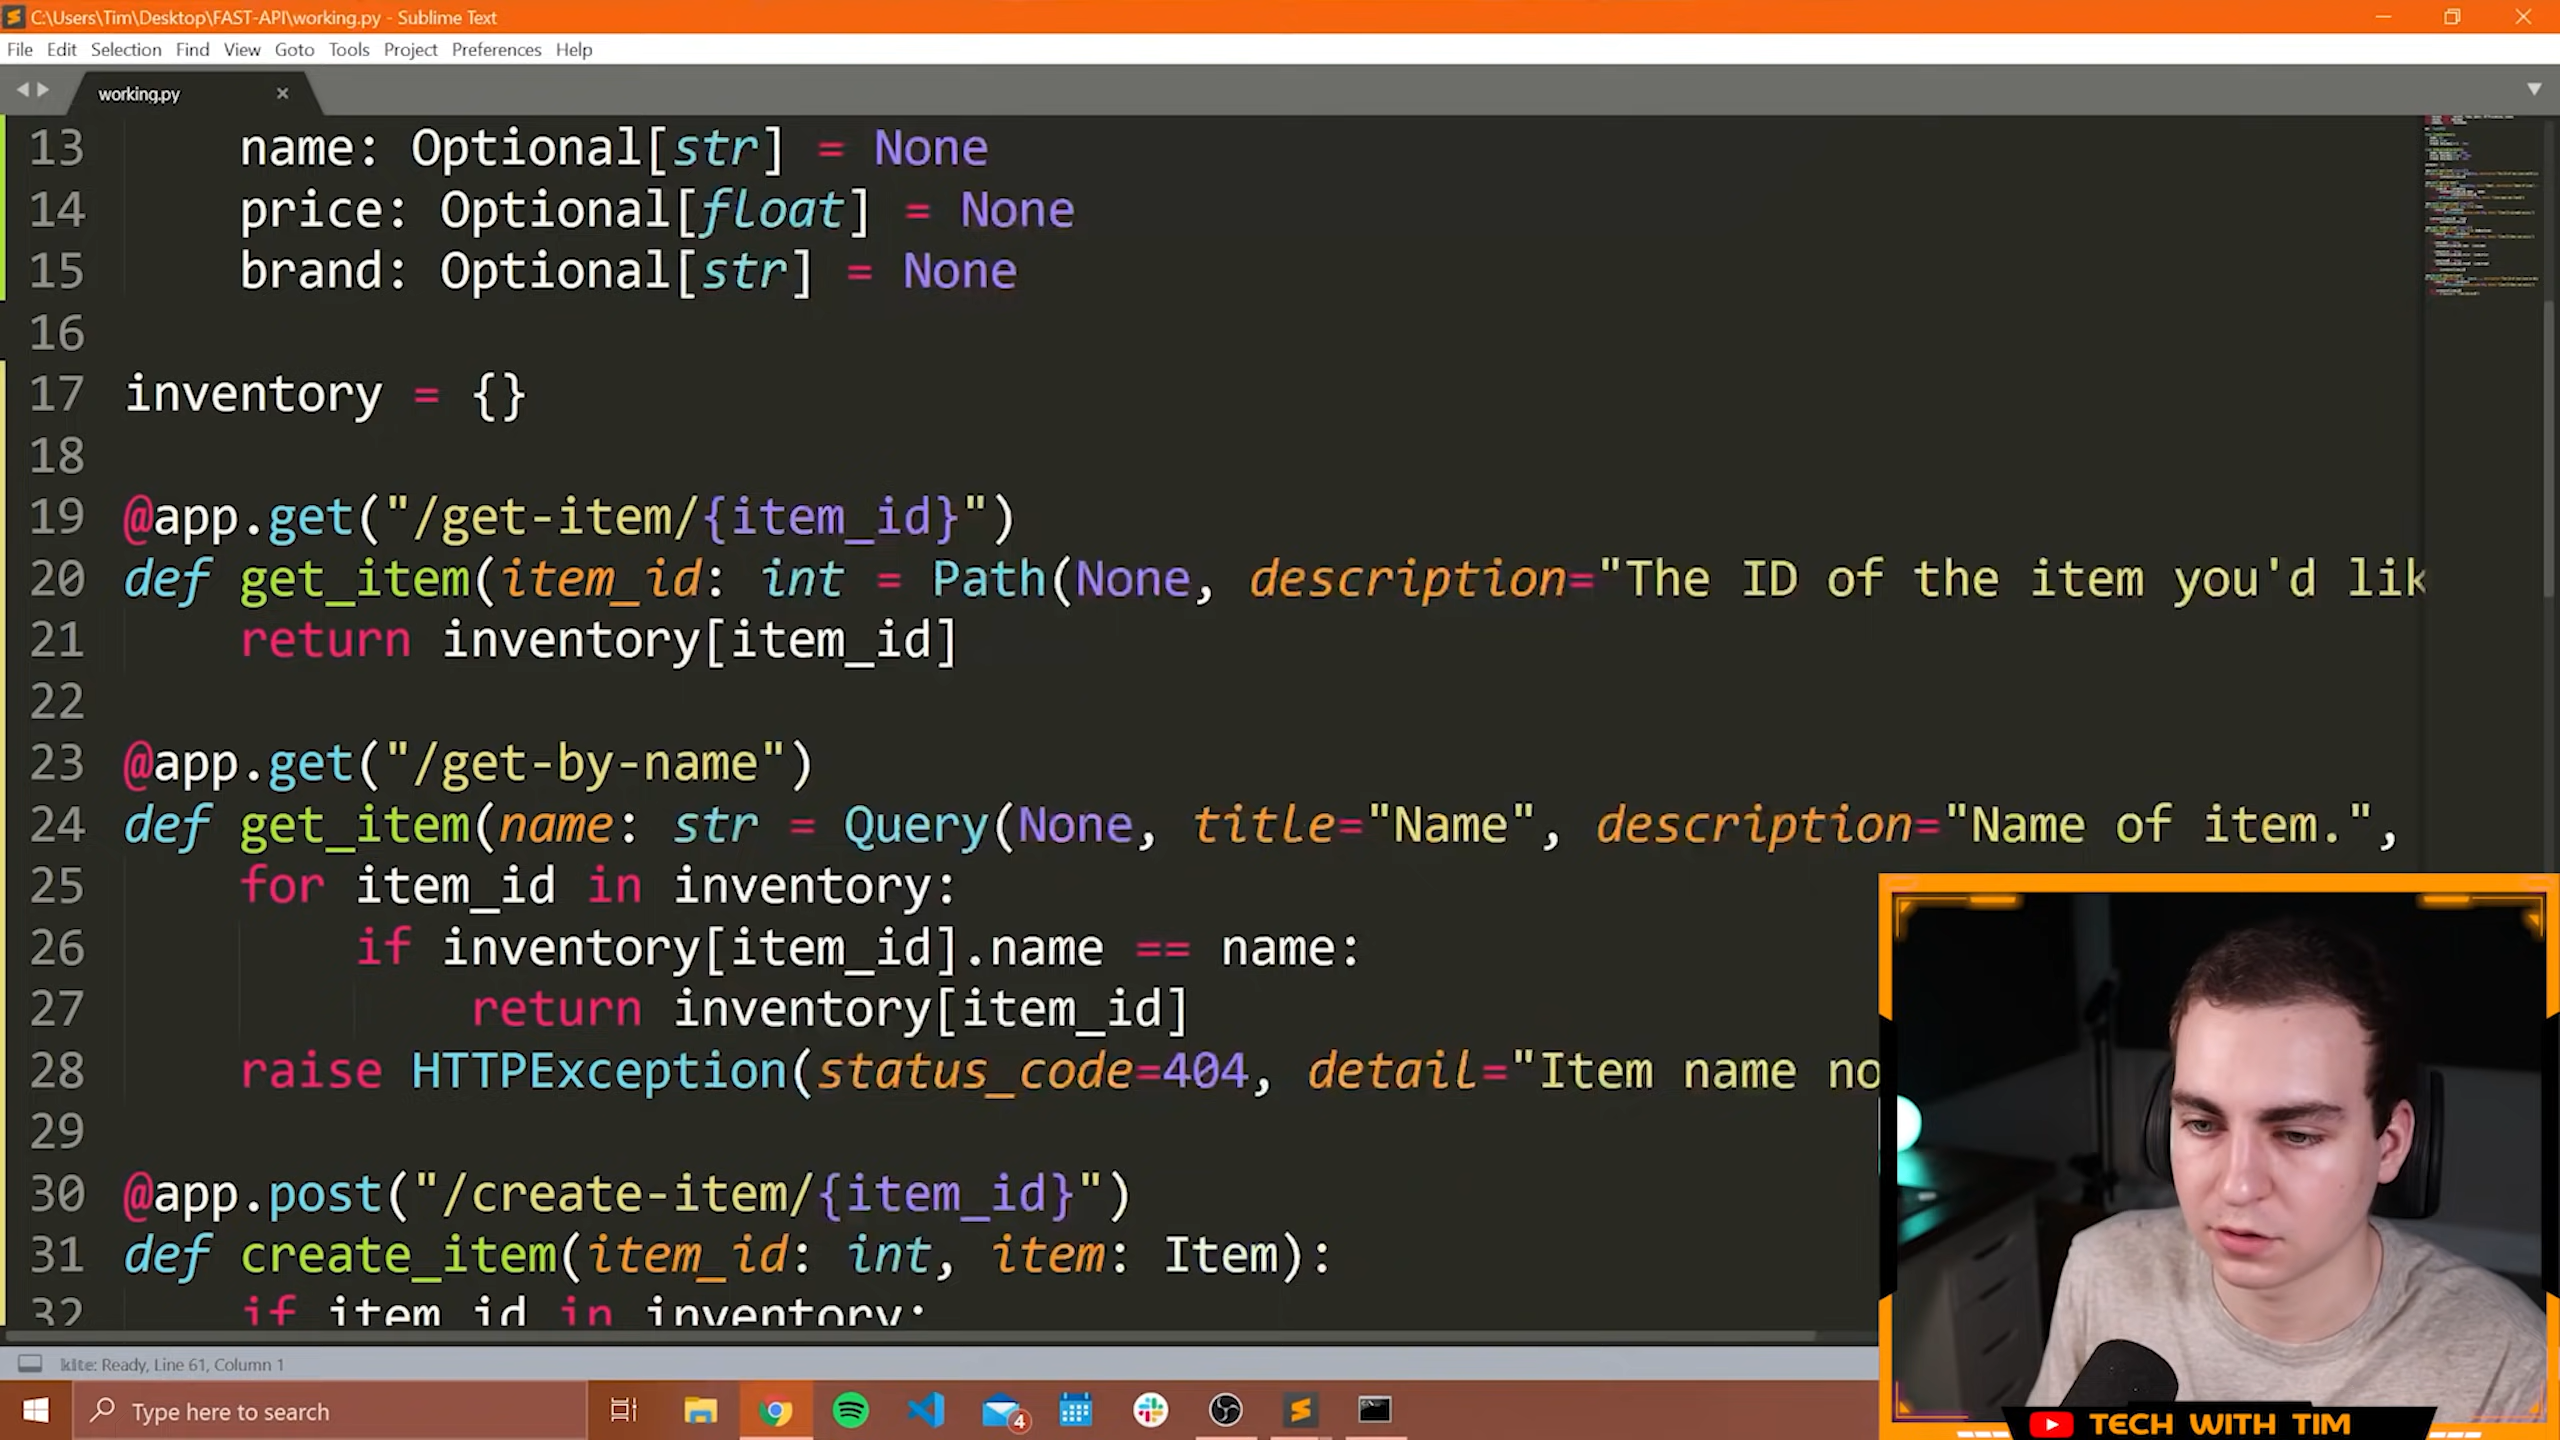 C:\Users\Tim\Desktop\FAST-API\working.py - Sublime Text
File Edit Selection Find View Goto Tools Project Preferences Help
working.py
13 name: Optional[str] = None
14 price: Optional[float] = None
15 brand: Optional[str] = None
16
17 inventory = {}
18
19 @app.get("/get-item/{item_id}")
20 def get_item(item_id: int = Path(None, description="The ID of the item you'd lik
21 return inventory[item_id]
22
23 @app.get("/get-by-name")
24 def get_item(name: str = Query(None, title="Name", description="Name of item.",
25 for item_id in inventory:
26 if inventory[item_id].name == name:
27 return inventory[item_id]
28 raise HTTPException(status_code=404, detail="Item name no
29
30 @app.post("/create-item/{item_id}")
31 def create_item(item_id: int, item: Item):
32 if item_id in inventory:
kite: Ready, Line 61, Column 1
Type here to search
4
TECH WITH TIM